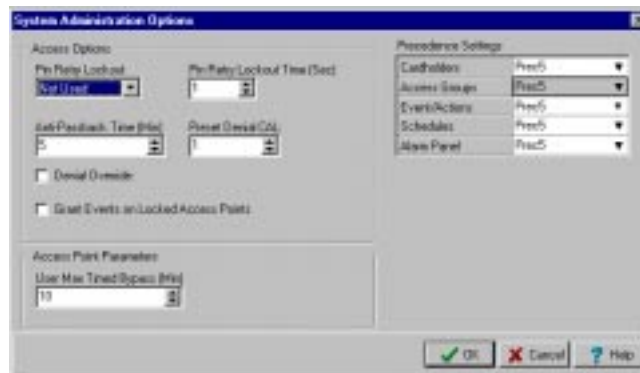 System Administration Options
Access Options
Pin Retry Lockout
Not Used
Pin Retry Lockout Time (Sec)
1
Anti-Passback Time (Min)
5
Preset Denial CAL
1
Denial Override
Grant Events on Locked Access Points
Access Point Parameters
User Max Timed Bypass (Min)
10
Precedence Settings
Cardholders Prec5
Access Groups Prec5
Event/Actions Prec5
Schedules Prec5
Alarm Panel Prec5
OK
Cancel
Help